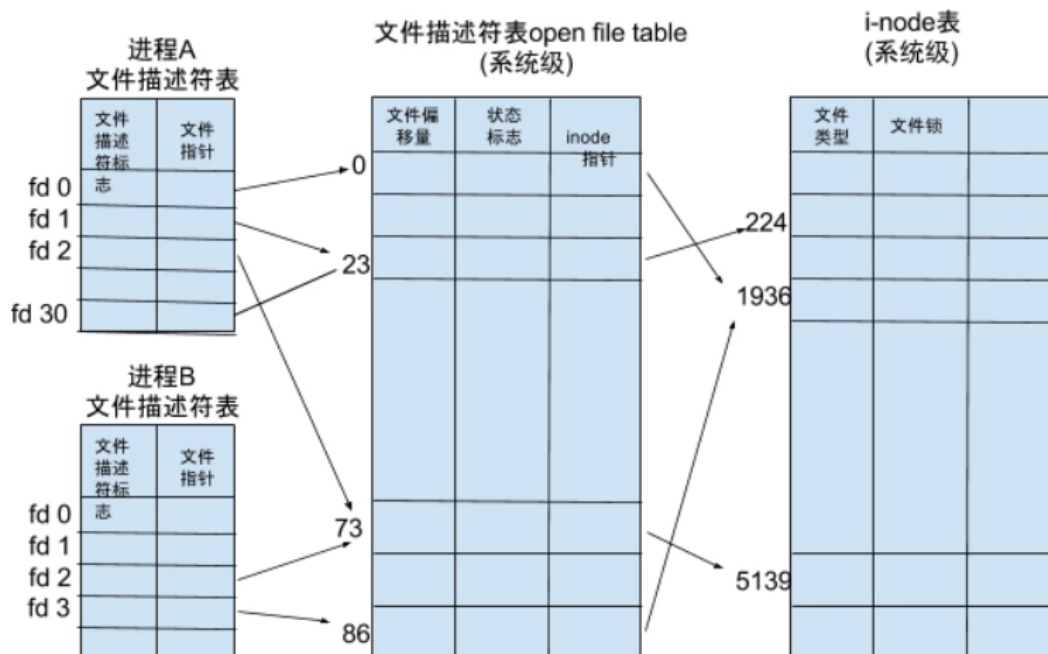 进程A
文件描述符表
文件
描述
符标
志
文件
指针
fd 0
fd 1
fd 2
fd 30
进程B
文件描述符表
文件
描述
符标
志
文件
指针
fd 0
fd 1
fd 2
fd 3
文件描述符表open file table
(系统级)
文件偏
移量
状态
标志
inode
指针
0
23
73
86
i-node表
(系统级)
文件
类型
文件锁
224
1936
5139